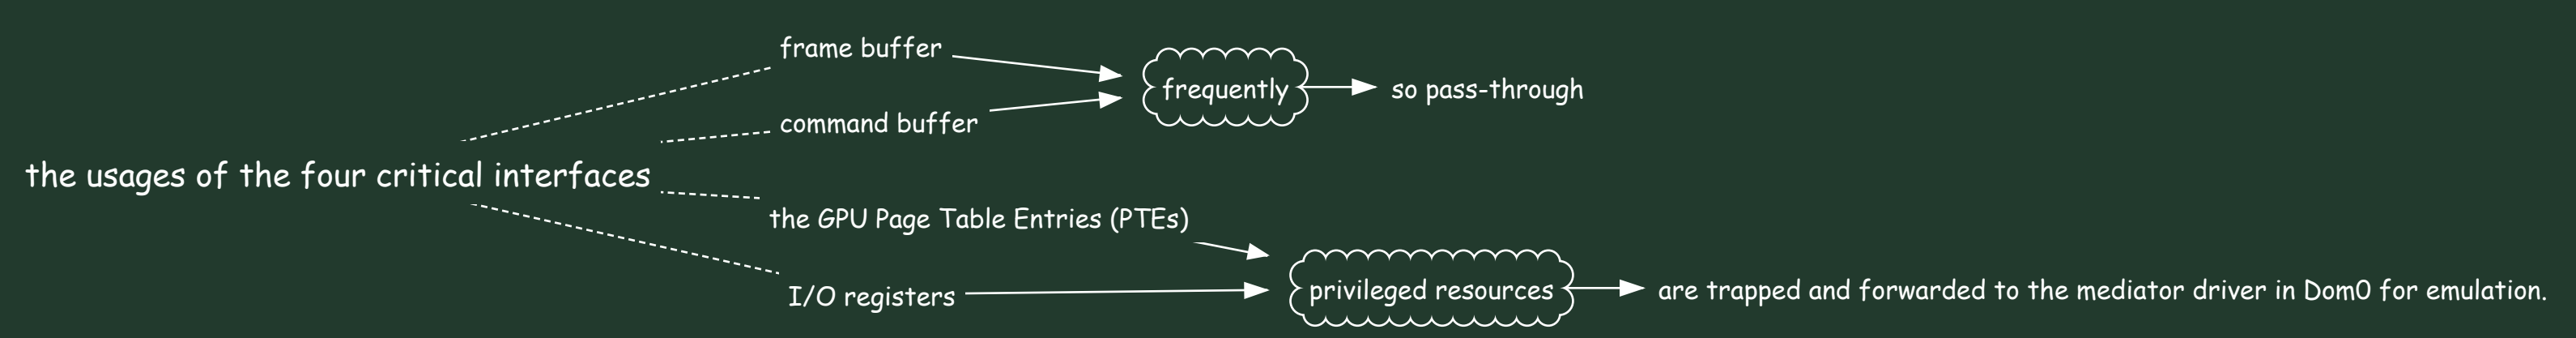 the usages of the four critical interfaces
frame buffer
command buffer
frequently
so pass-through
the GPU Page Table Entries (PTEs)
I/O registers
privileged resources
are trapped and forwarded to the mediator driver in Dom0 for emulation.